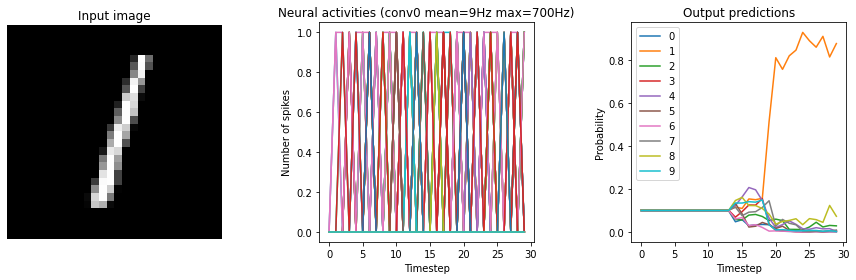 Input image
Neural activities (conv0 mean=9Hz max=700Hz)
Number of spikes
1.0
0.8
0.6
0.4
0.2
0.0
0 5 10 15 20 25 30
Timestep
Output predictions
Probability
0.8
0.6
0.4
0.2
0.0
0
1
2
3
4
5
6
7
8
9
0 5 10 15 20 25 30
Timestep